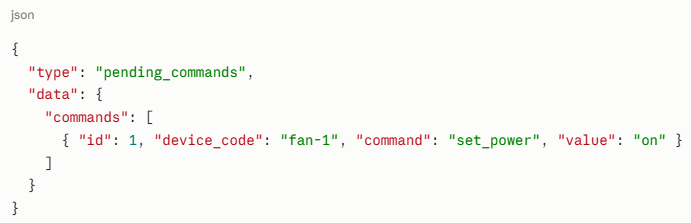 json
{
  "type": "pending_commands",
  "data": {
    "commands": [
      { "id": 1, "device_code": "fan-1", "command": "set_power", "value": "on" }
    ]
  }
}